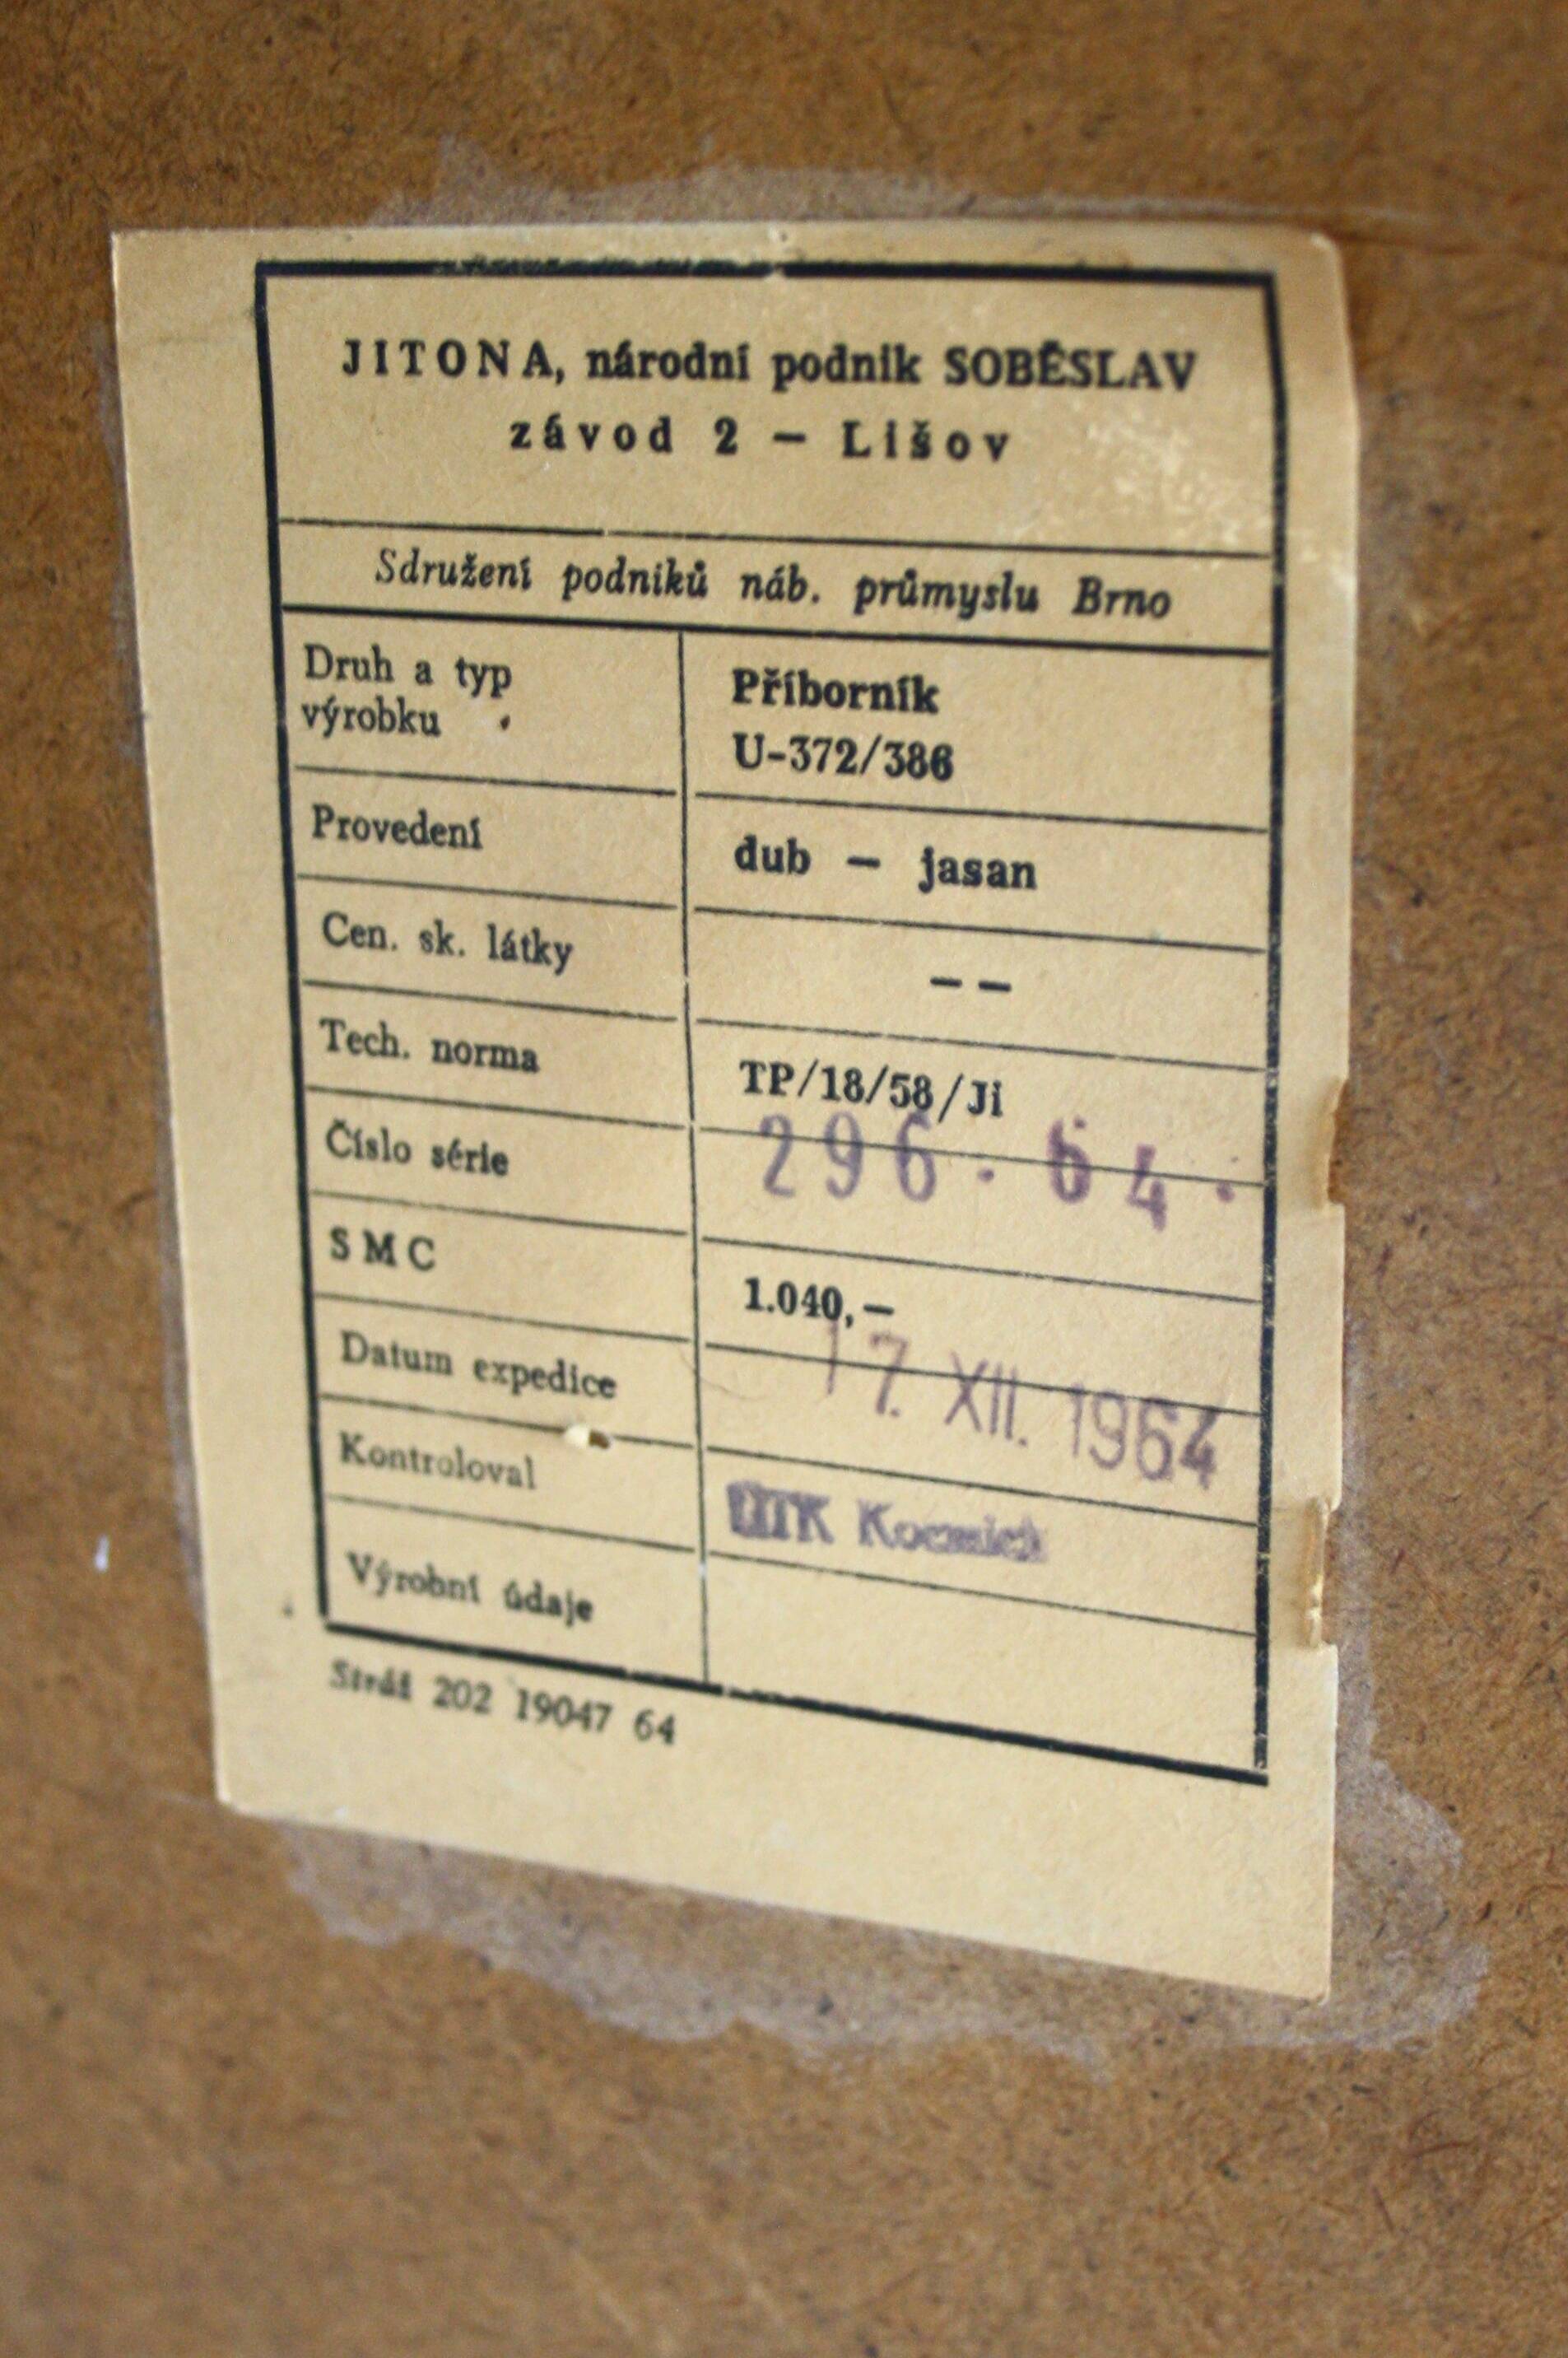 JITONA, národní podnik SOBĚSLAV
závod 2 — Lišov
Sdružení podniků náb. průmyslu Brno
Druh a typ výrobku
Příborník
U-372/386
Provedení
dub — jasan
Cen. sk. látky
— —
Tech. norma
TP/18/58/Ji
Číslo série
296. 64.
SMC
1.040,—
Datum expedice
17. XII. 1964
Kontroloval
Výrobní údaje
Stráž 202 19047 64